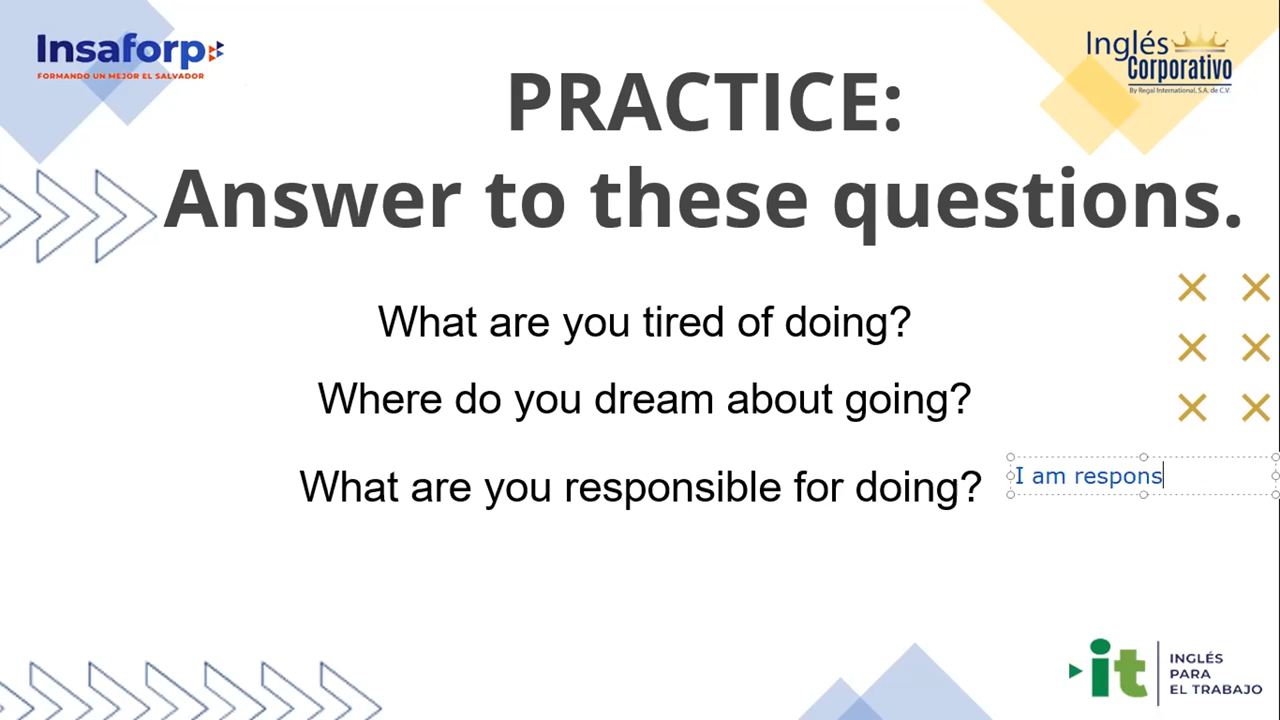 Insaforp
FORMANDO UN MEJOR EL SALVADOR
Inglés
Corporativo
By Regal International, S.A. de C.V.
PRACTICE:
Answer to these questions.
What are you tired of doing?
Where do you dream about going?
What are you responsible for doing?
I am respons
it
INGLÉS
PARA
EL TRABAJO